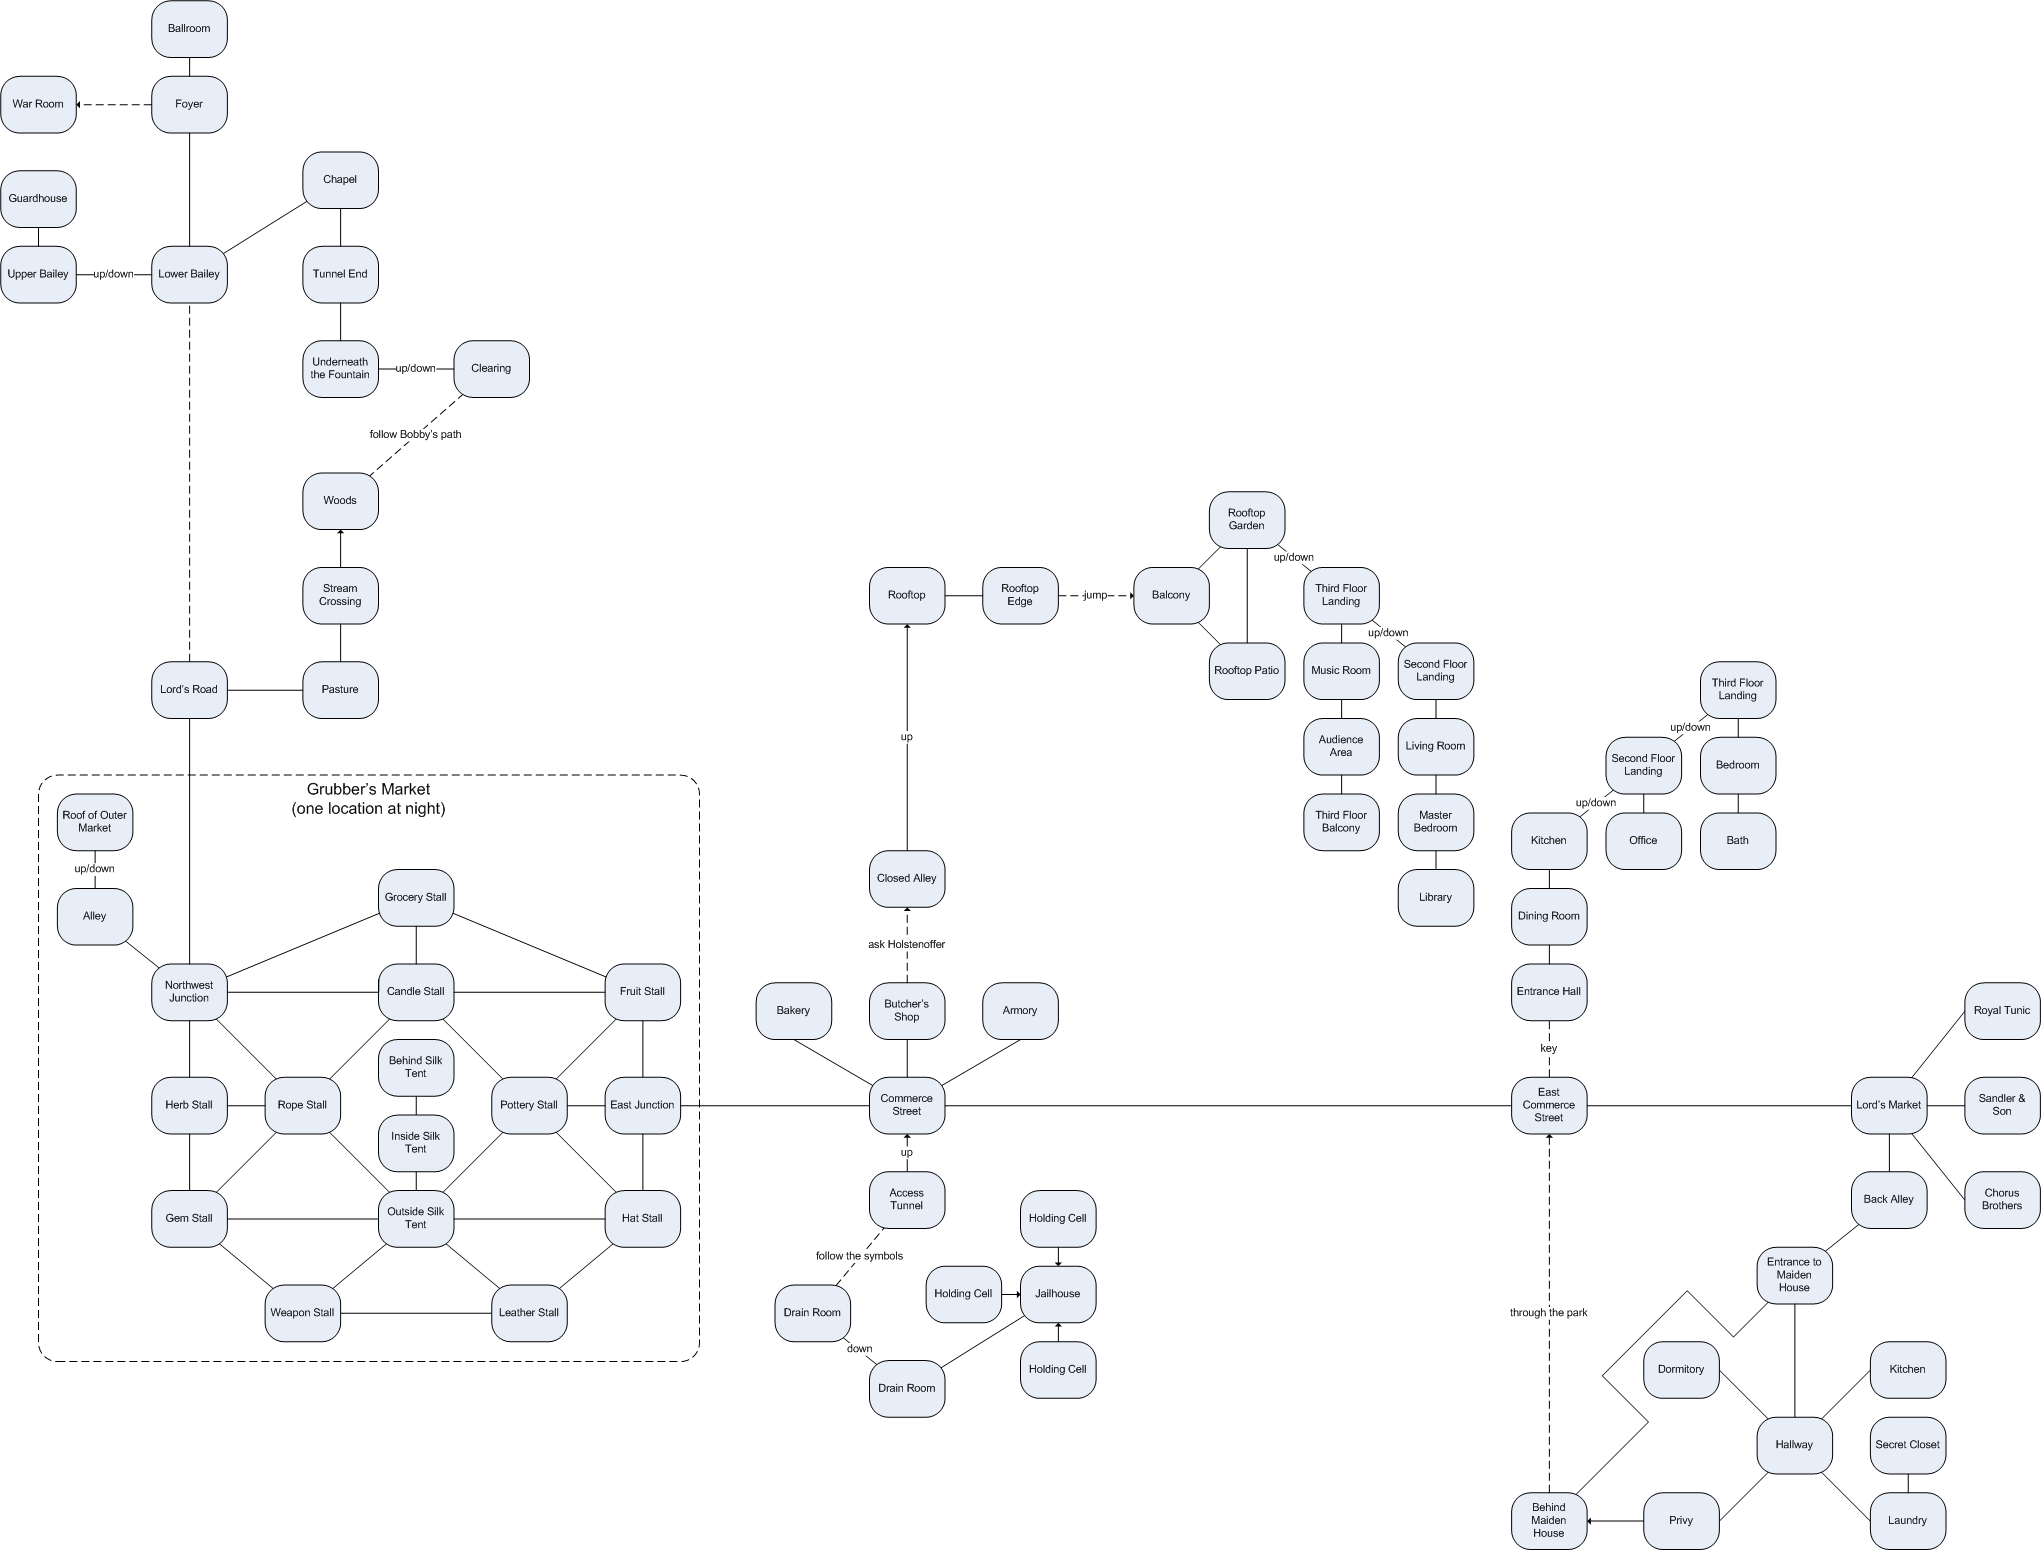 Ballroom
War Room
Foyer
Chapel
Guardhouse
Upper Bailey
up/down
Lower Bailey
Tunnel End
Underneath
the Fountain
up/down
Clearing
follow Bobby's path
Woods
Stream
Crossing
Lord's Road
Pasture
Rooftop
Garden
up/down
Rooftop
Rooftop
Edge
jump
Balcony
Third Floor
Landing
up/down
Rooftop Patio
Music Room
Second Floor
Landing
up
Audience
Area
Living Room
Third Floor
Balcony
Master
Bedroom
Library
Third Floor
Landing
up/down
Second Floor
Landing
Bedroom
up/down
Kitchen
Office
Bath
Dining Room
Entrance Hall
key
Grubber's Market
(one location at night)
Roof of Outer
Market
up/down
Alley
Grocery Stall
Northwest
Junction
Candle Stall
Fruit Stall
Behind Silk
Tent
Herb Stall
Rope Stall
Pottery Stall
East Junction
Inside Silk
Tent
Gem Stall
Outside Silk
Tent
Hat Stall
Weapon Stall
Leather Stall
Closed Alley
ask Holstenoffer
Bakery
Butcher's
Shop
Armory
Commerce
Street
up
Access
Tunnel
follow the symbols
Holding Cell
Holding Cell
Jailhouse
Drain Room
down
Holding Cell
Drain Room
East
Commerce
Street
Lord's Market
Royal Tunic
Sandler &
Son
Back Alley
Chorus
Brothers
Entrance to
Maiden
House
through the park
Dormitory
Kitchen
Hallway
Secret Closet
Behind
Maiden
House
Privy
Laundry